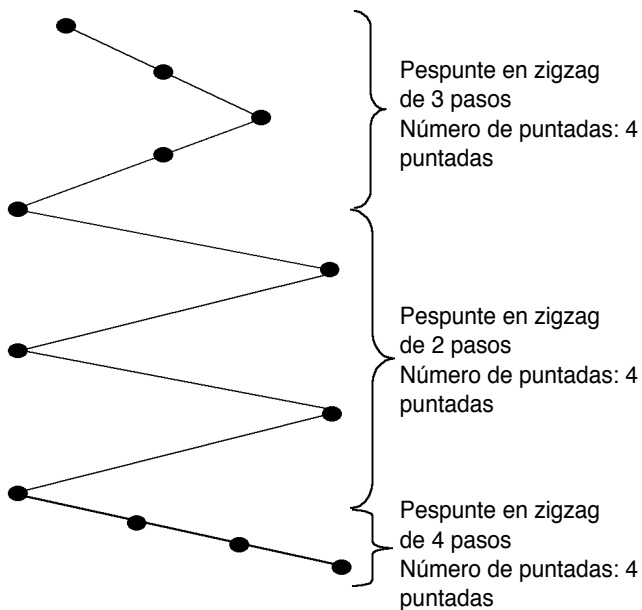 Pespunte en zigzag
de 3 pasos
Número de puntadas: 4
puntadas
Pespunte en zigzag
de 2 pasos
Número de puntadas: 4
puntadas
Pespunte en zigzag
de 4 pasos
Número de puntadas: 4
puntadas